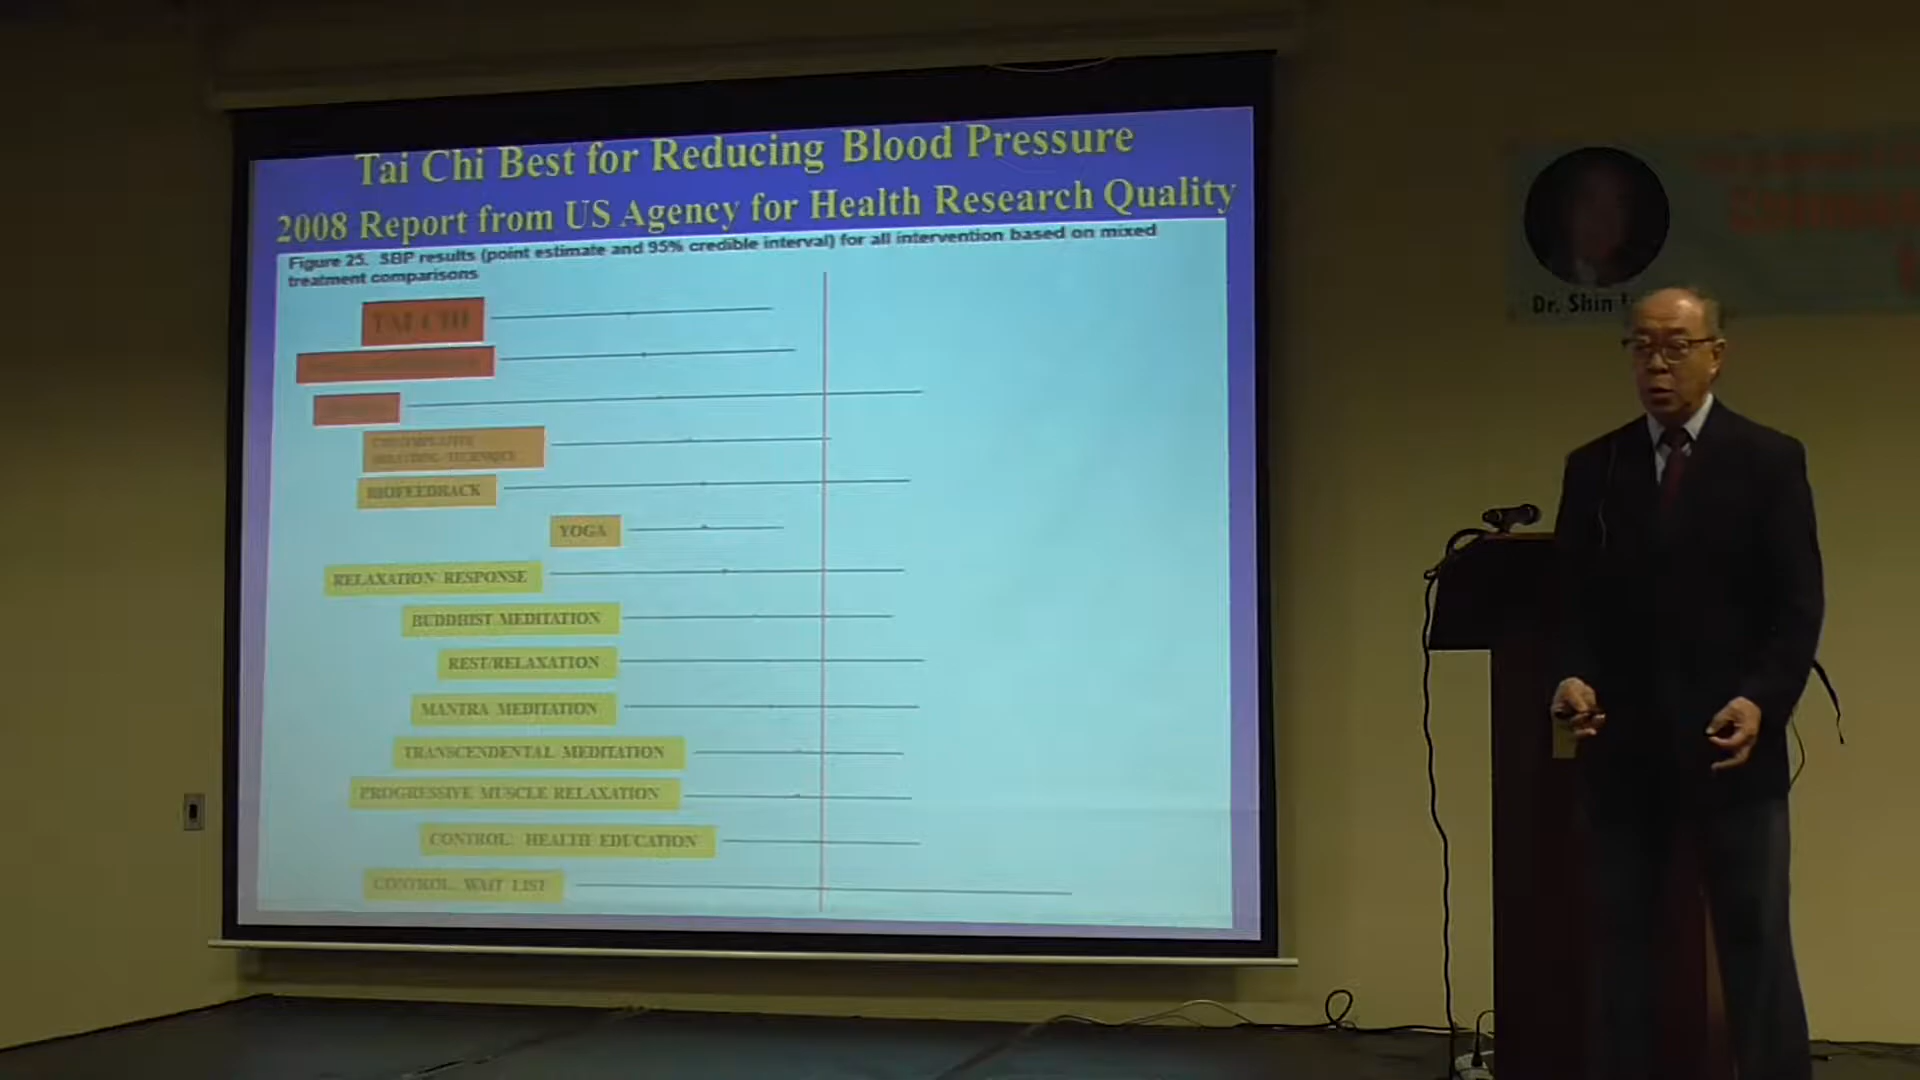 Tai Chi Best for Reducing Blood Pressure
2008 Report from US Agency for Health Research Quality
Figure 25. SBP results (point estimate and 95% credible interval) for all intervention based on mixed
treatment comparisons
TAI CHI
BIOFEEDBACK
YOGA
RELAXATION RESPONSE
BUDDHIST MEDITATION
REST/RELAXATION
MANTRA MEDITATION
TRANSCENDENTAL MEDITATION
PROGRESSIVE MUSCLE RELAXATION
CONTROL: HEALTH EDUCATION
CONTROL: WAIT LIST
Dr. Shin